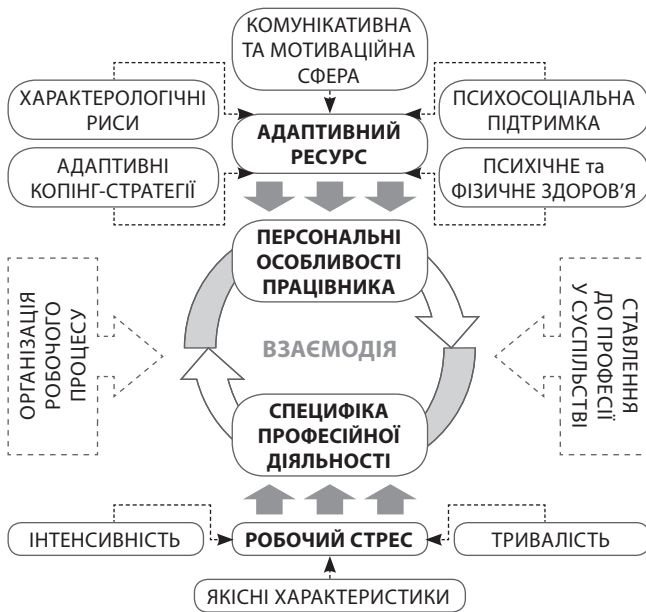 КОМУНІКАТИВНА
ТА МОТИВАЦІЙНА
СФЕРА
ХАРАКТЕРОЛОГІЧНІ
РИСИ
АДАПТИВНИЙ
РЕСУРС
ПСИХОСОЦІАЛЬНА
ПІДТРИМКА
АДАПТИВНІ
КОПІНГ-СТРАТЕГІЇ
ПСИХІЧНЕ та
ФІЗИЧНЕ ЗДОРОВ’Я
ПЕРСОНАЛЬНІ
ОСОБЛИВОСТІ
ПРАЦІВНИКА
ОРГАНІЗАЦІЯ
РОБОЧОГО
ПРОЦЕСУ
ВЗАЄМОДІЯ
СТАВЛЕННЯ
ДО ПРОФЕСІЇ
У СУСПІЛЬСТВІ
СПЕЦИФІКА
ПРОФЕСІЙНОЇ
ДІЯЛЬНОСТІ
ІНТЕНСИВНІСТЬ
РОБОЧИЙ СТРЕС
ТРИВАЛІСТЬ
ЯКІСНІ ХАРАКТЕРИСТИКИ